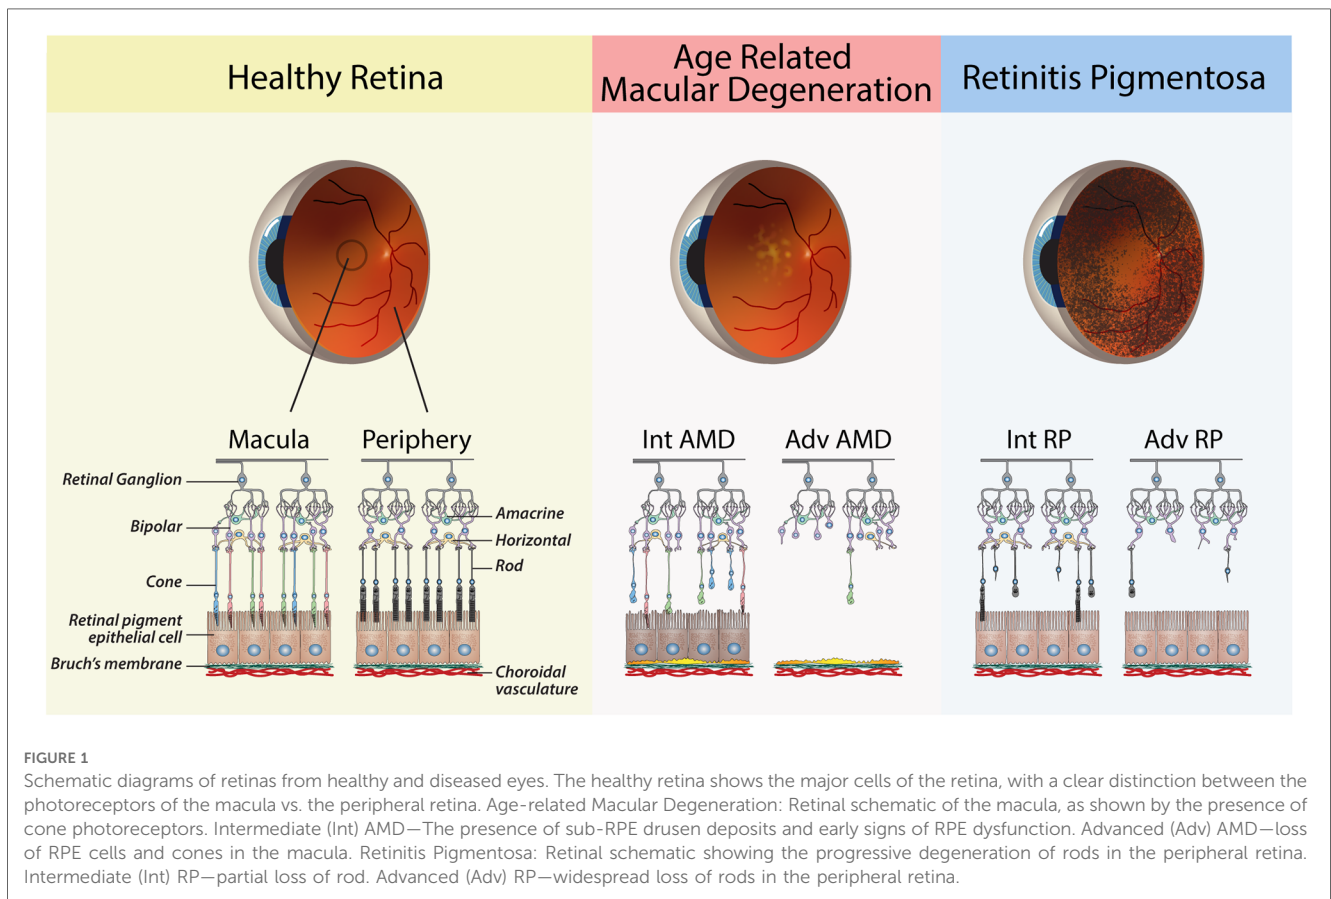 Healthy Retina
Age Related
Macular Degeneration
Retinitis Pigmentosa
Macula
Periphery
Int AMD
Adv AMD
Int RP
Adv RP
Retinal Ganglion
Bipolar
Cone
Retinal pigment
epithelial cell
Bruch's membrane
Amacrine
Horizontal
Rod
Choroidal
vasculature
FIGURE 1
Schematic diagrams of retinas from healthy and diseased eyes. The healthy retina shows the major cells of the retina, with a clear distinction between the
photoreceptors of the macula vs. the peripheral retina. Age-related Macular Degeneration: Retinal schematic of the macula, as shown by the presence of
cone photoreceptors. Intermediate (Int) AMD—The presence of sub-RPE drusen deposits and early signs of RPE dysfunction. Advanced (Adv) AMD—loss
of RPE cells and cones in the macula. Retinitis Pigmentosa: Retinal schematic showing the progressive degeneration of rods in the peripheral retina.
Intermediate (Int) RP—partial loss of rod. Advanced (Adv) RP—widespread loss of rods in the peripheral retina.